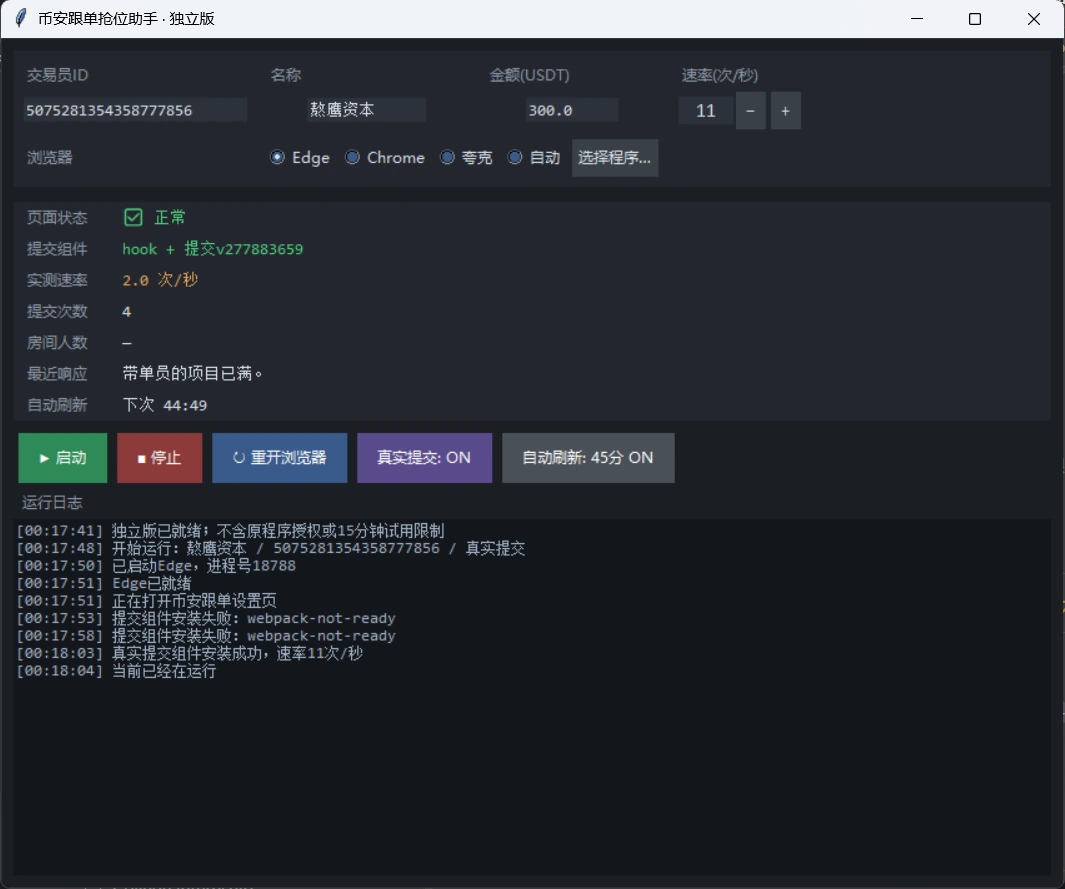 币安跟单抢位助手 · 独立版
交易员ID 名称 金额(USDT) 速率(次/秒)
5075281354358777856 熬鹰资本 300.0 11 − +
浏览器 Edge Chrome 夸克 自动 选择程序...
页面状态 正常
提交组件 hook + 提交v277883659
实测速率 2.0 次/秒
提交次数 4
房间人数 —
最近响应 带单员的项目已满。
自动刷新 下次 44:49
▶ 启动 ■ 停止 ↻ 重开浏览器 真实提交: ON 自动刷新: 45分 ON
运行日志
[00:17:41] 独立版已就绪；不含原程序授权或15分钟试用限制
[00:17:48] 开始运行：熬鹰资本 / 5075281354358777856 / 真实提交
[00:17:50] 已启动Edge，进程号18788
[00:17:51] Edge已就绪
[00:17:51] 正在打开币安跟单设置页
[00:17:53] 提交组件安装失败：webpack-not-ready
[00:17:58] 提交组件安装失败：webpack-not-ready
[00:18:03] 真实提交组件安装成功，速率11次/秒
[00:18:04] 当前已经在运行